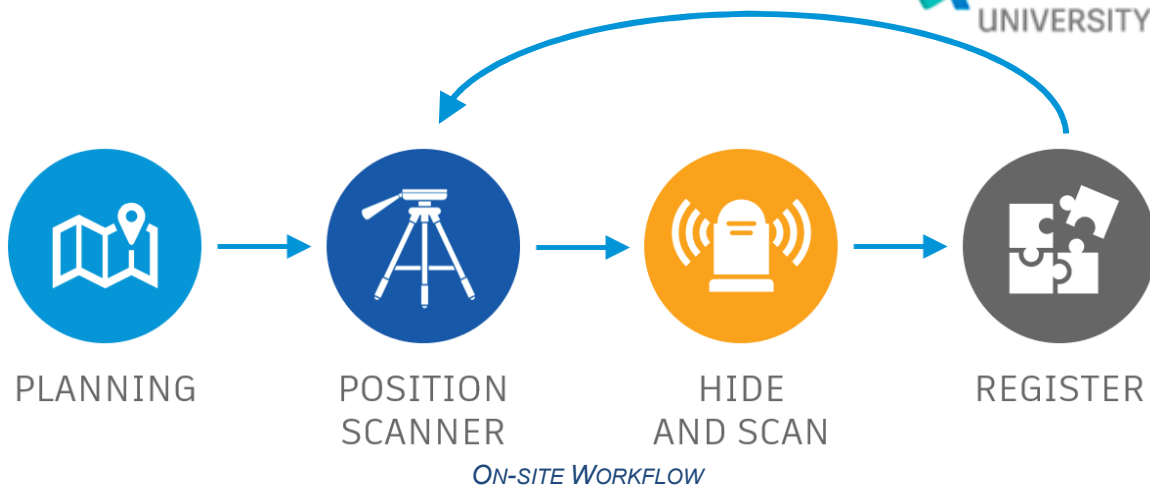 UNIVERSITY
PLANNING
POSITION
SCANNER
HIDE
AND SCAN
REGISTER
ON-SITE WORKFLOW